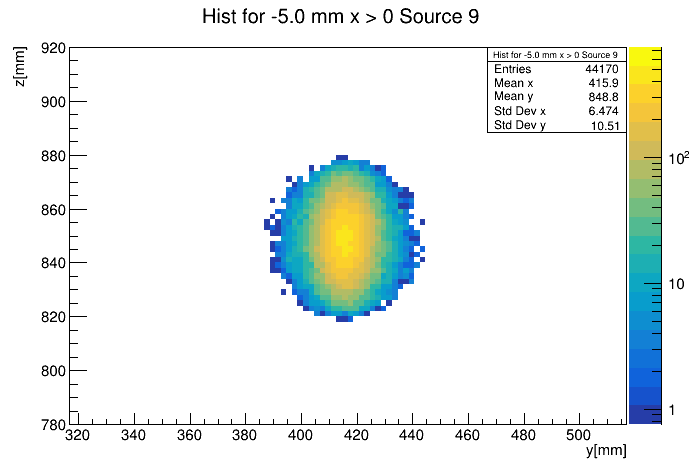 Hist for -5.0 mm x > 0 Source 9
z[mm]
920
900
880
860
840
820
800
780
320 340 360 380 400 420 440 460 480 500
y[mm]
Hist for -5.0 mm x > 0 Source 9
Entries 44170
Mean x 415.9
Mean y 848.8
Std Dev x 6.474
Std Dev y 10.51
10²
10
1